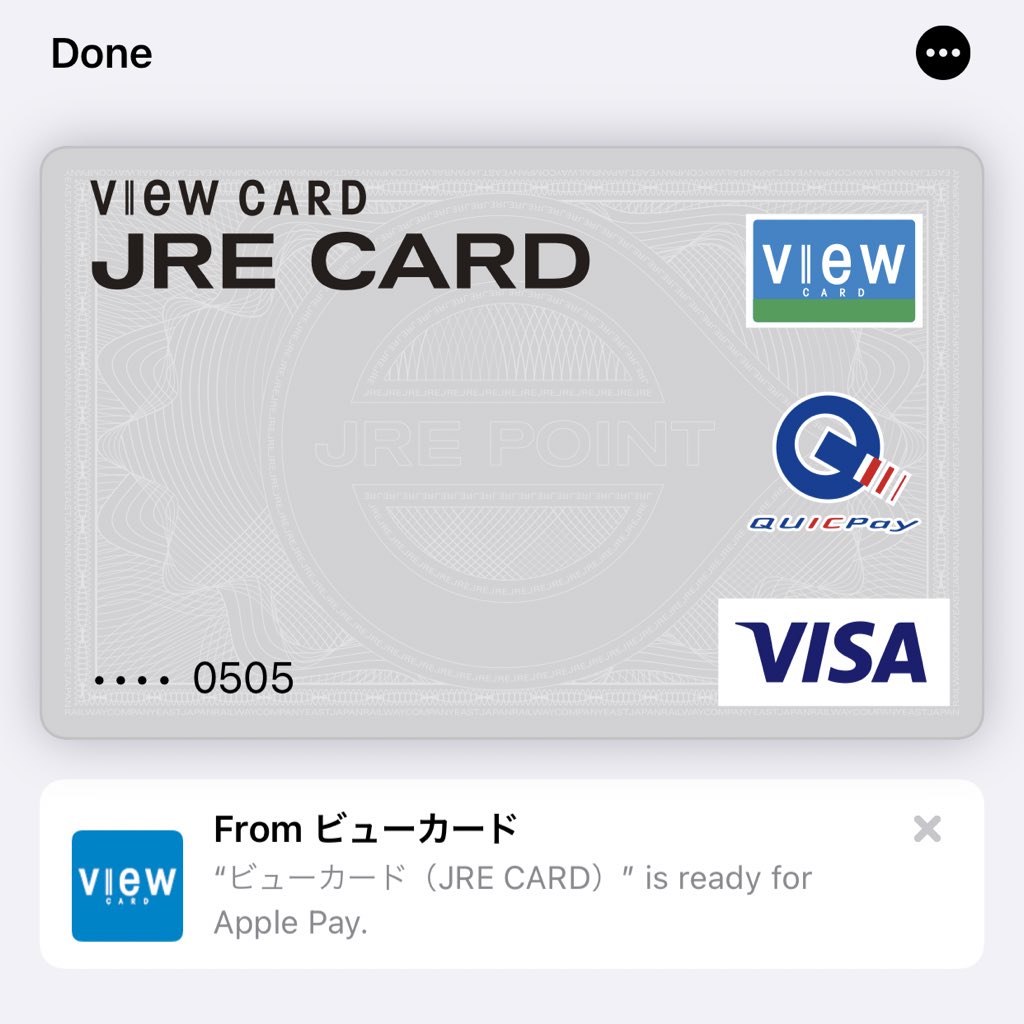 Done
VIEW CARD
JRE CARD
VIEW
CARD
JRE POINT
QUICPay
•••• 0505
VISA
From ビューカード
“ビューカード（JRE CARD）” is ready for
Apple Pay.
VIEW
CARD